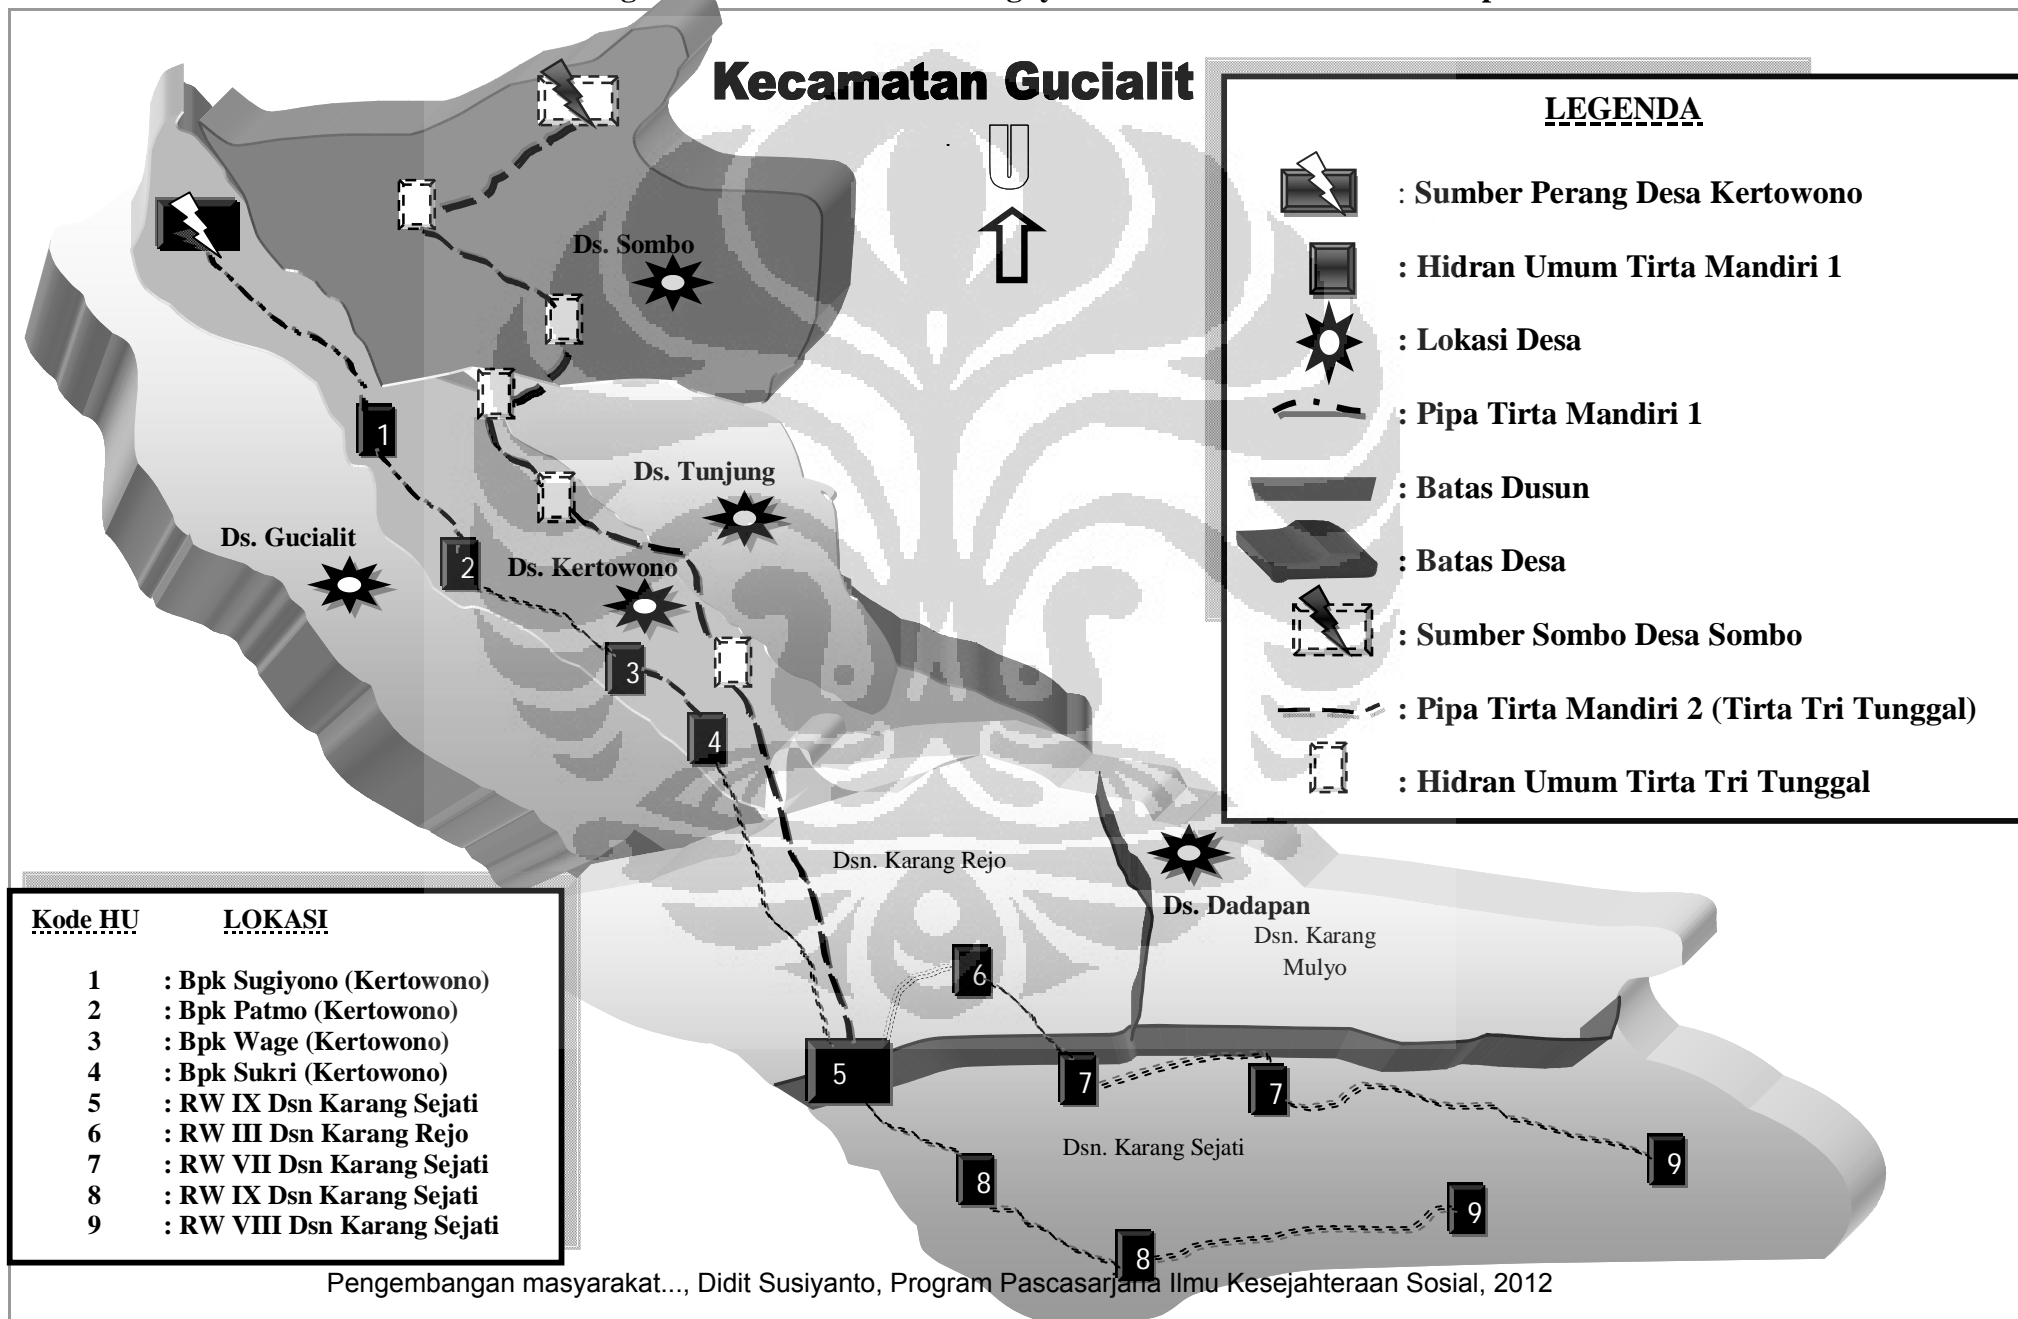 Kecamatan Gucialit
U
LEGENDA
: Sumber Perang Desa Kertowono
: Hidran Umum Tirta Mandiri 1
: Lokasi Desa
: Pipa Tirta Mandiri 1
: Batas Dusun
: Batas Desa
: Sumber Sombo Desa Sombo
: Pipa Tirta Mandiri 2 (Tirta Tri Tunggal)
: Hidran Umum Tirta Tri Tunggal
Ds. Sombo
1
Ds. Tunjung
Ds. Gucialit
2
Ds. Kertowono
3
4
Dsn. Karang Rejo
Ds. Dadapan
Dsn. Karang
Mulyo
6
5
7
7
Dsn. Karang Sejati
8
9
9
8
Kode HU LOKASI
1 : Bpk Sugiyono (Kertowono)
2 : Bpk Patmo (Kertowono)
3 : Bpk Wage (Kertowono)
4 : Bpk Sukri (Kertowono)
5 : RW IX Dsn Karang Sejati
6 : RW III Dsn Karang Rejo
7 : RW VII Dsn Karang Sejati
8 : RW IX Dsn Karang Sejati
9 : RW VIII Dsn Karang Sejati
Pengembangan masyarakat..., Didit Susiyanto, Program Pascasarjana Ilmu Kesejahteraan Sosial, 2012